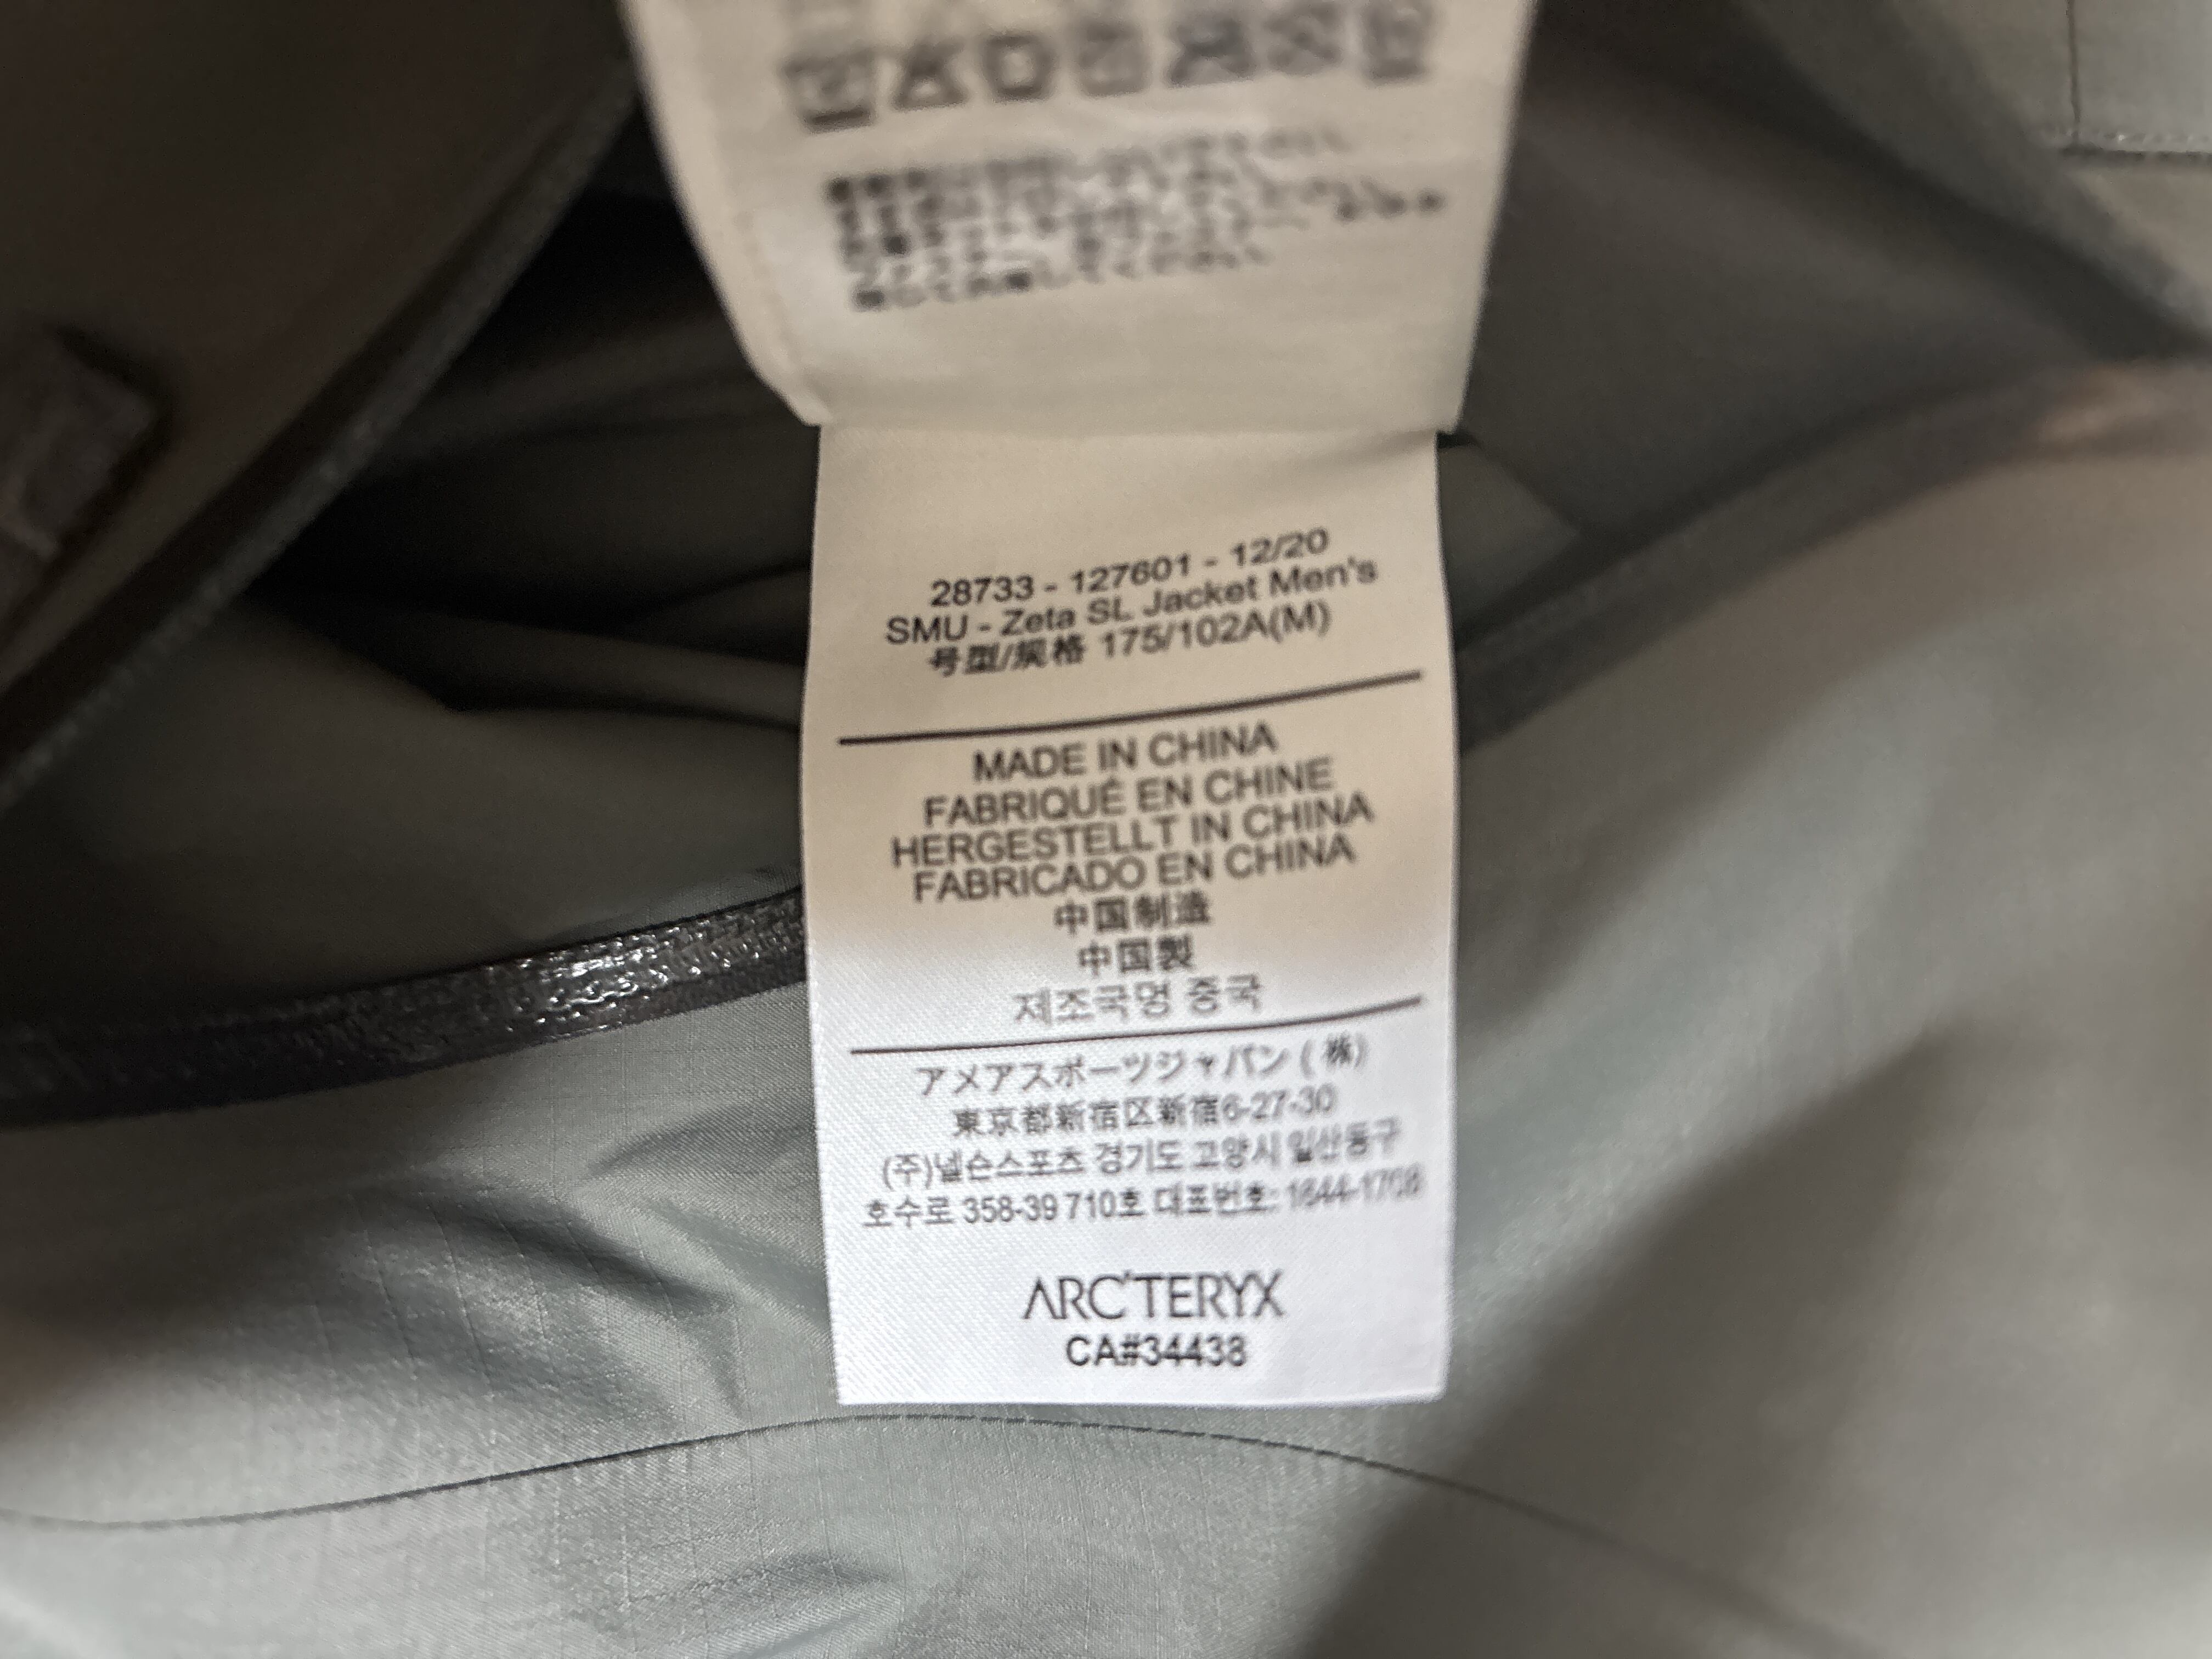 28733 - 127601 - 12/20
SMU - Zeta SL Jacket Men's
号型/规格 175/102A(M)
MADE IN CHINA
FABRIQUÉ EN CHINE
HERGESTELLT IN CHINA
FABRICADO EN CHINA
中国制造
中国製
제조국명 중국
アメアスポーツジャパン ( 株)
東京都新宿区新宿6-27-30
(주)넬슨스포츠 경기도 고양시 일산동구
호수로 358-39 710호 대표번호: 1644-1708
ARC'TERYX
CA#34438